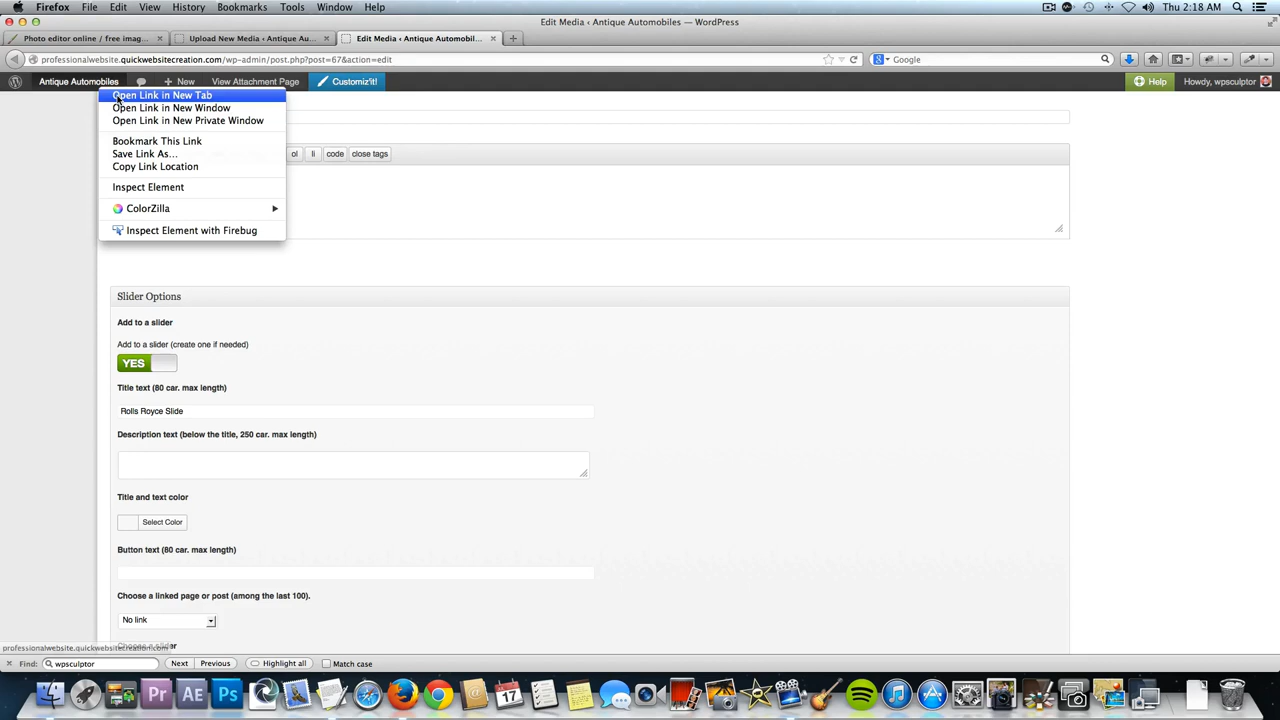 Firefox File Edit View History Bookmarks Tools Window Help Thu 2:18 AM
Edit Media ‹ Antique Automobiles — WordPress
Photo editor online / free imag... Upload New Media ‹ Antique Au... Edit Media ‹ Antique Automobil...
professionalwebsite.quickwebsitecreation.com/wp-admin/post.php?post=67&action=edit Google
Antique Automobiles New View Attachment Page Customiz'it! Help Howdy, wpsculptor
Open Link in New Tab
Open Link in New Window
Open Link in New Private Window
Bookmark This Link
Save Link As...
Copy Link Location
Inspect Element
ColorZilla
Inspect Element with Firebug
ol li code close tags
Slider Options
Add to a slider
Add to a slider (create one if needed)
YES
Title text (80 car. max length)
Rolls Royce Slide
Description text (below the title, 250 car. max length)
Title and text color
Select Color
Button text (80 car. max length)
Choose a linked page or post (among the last 100).
No link
Choose a slider
professionalwebsite.quickwebsitecreation.com
Find: wpsculptor Next Previous Highlight all Match case
Pr AE Ps 17